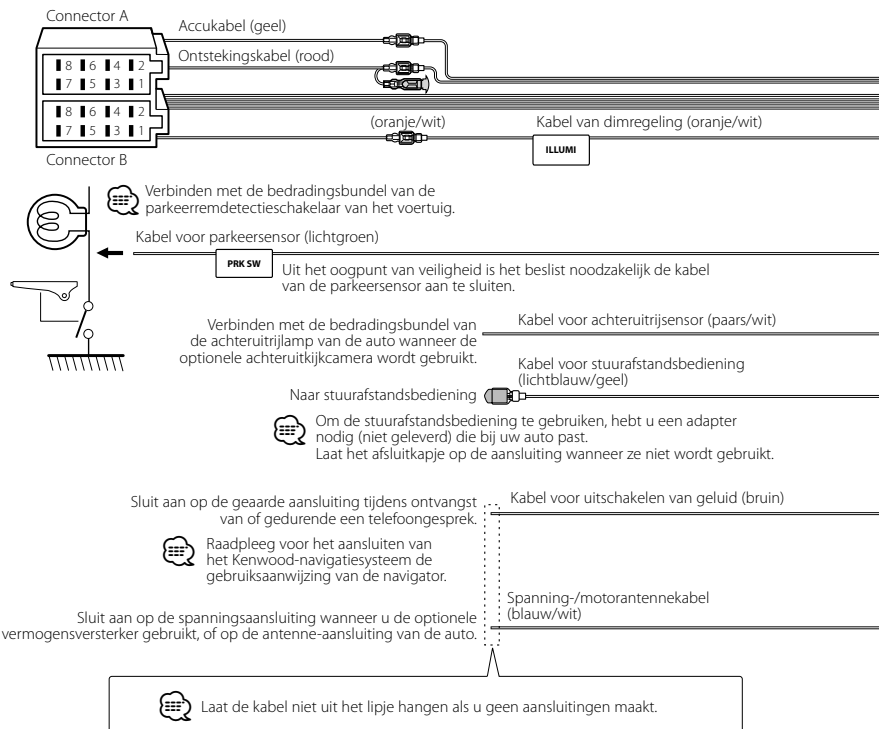 Connector A
Accukabel (geel)
Ontstekingskabel (rood)
8 6 4 2
7 5 3 1
8 6 4 2
7 5 3 1
(oranje/wit)
Kabel van dimregeling (oranje/wit)
ILLUMI
Connector B
Verbinden met de bedradingsbundel van de
parkeerremdetectieschakelaar van het voertuig.
Kabel voor parkeersensor (lichtgroen)
PRK SW
Uit het oogpunt van veiligheid is het beslist noodzakelijk de kabel
van de parkeersensor aan te sluiten.
Verbinden met de bedradingsbundel van
de achteruitrijlamp van de auto wanneer de
optionele achteruitkijkcamera wordt gebruikt.
Kabel voor achteruitrijsensor (paars/wit)
Kabel voor stuurafstandsbediening
(lichtblauw/geel)
Naar stuurafstandsbediening
Om de stuurafstandsbediening te gebruiken, hebt u een adapter
nodig (niet geleverd) die bij uw auto past.
Laat het afsluitkapje op de aansluiting wanneer ze niet wordt gebruikt.
Sluit aan op de geaarde aansluiting tijdens ontvangst
van of gedurende een telefoongesprek.
Kabel voor uitschakelen van geluid (bruin)
Raadpleeg voor het aansluiten van
het Kenwood-navigatiesysteem de
gebruiksaanwijzing van de navigator.
Spanning-/motorantennekabel
(blauw/wit)
Sluit aan op de spanningsaansluiting wanneer u de optionele
vermogensversterker gebruikt, of op de antenne-aansluiting van de auto.
Laat de kabel niet uit het lipje hangen als u geen aansluitingen maakt.